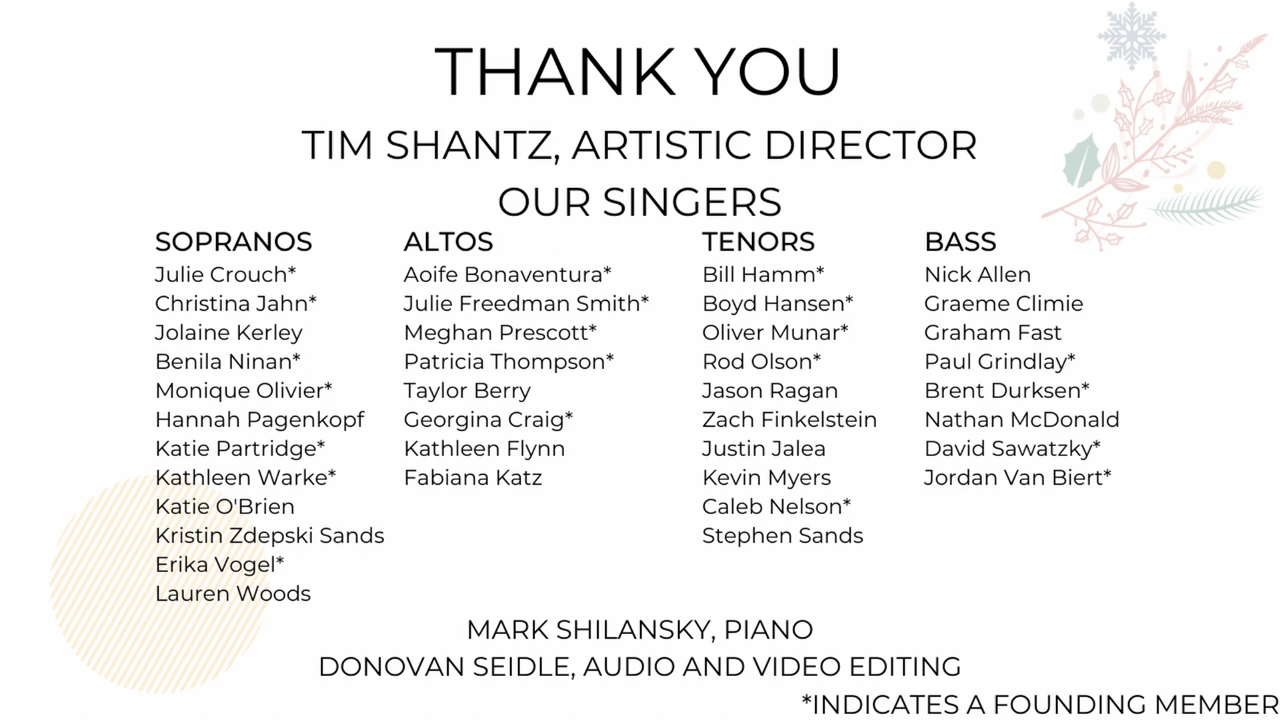 THANK YOU
TIM SHANTZ, ARTISTIC DIRECTOR
OUR SINGERS
SOPRANOS
Julie Crouch*
Christina Jahn*
Jolaine Kerley
Benila Ninan*
Monique Olivier*
Hannah Pagenkopf
Katie Partridge*
Kathleen Warke*
Katie O'Brien
Kristin Zdepski Sands
Erika Vogel*
Lauren Woods
ALTOS
Aoife Bonaventura*
Julie Freedman Smith*
Meghan Prescott*
Patricia Thompson*
Taylor Berry
Georgina Craig*
Kathleen Flynn
Fabiana Katz
TENORS
Bill Hamm*
Boyd Hansen*
Oliver Munar*
Rod Olson*
Jason Ragan
Zach Finkelstein
Justin Jalea
Kevin Myers
Caleb Nelson*
Stephen Sands
BASS
Nick Allen
Graeme Climie
Graham Fast
Paul Grindlay*
Brent Durksen*
Nathan McDonald
David Sawatzky*
Jordan Van Biert*
MARK SHILANSKY, PIANO
DONOVAN SEIDLE, AUDIO AND VIDEO EDITING
*INDICATES A FOUNDING MEMBER